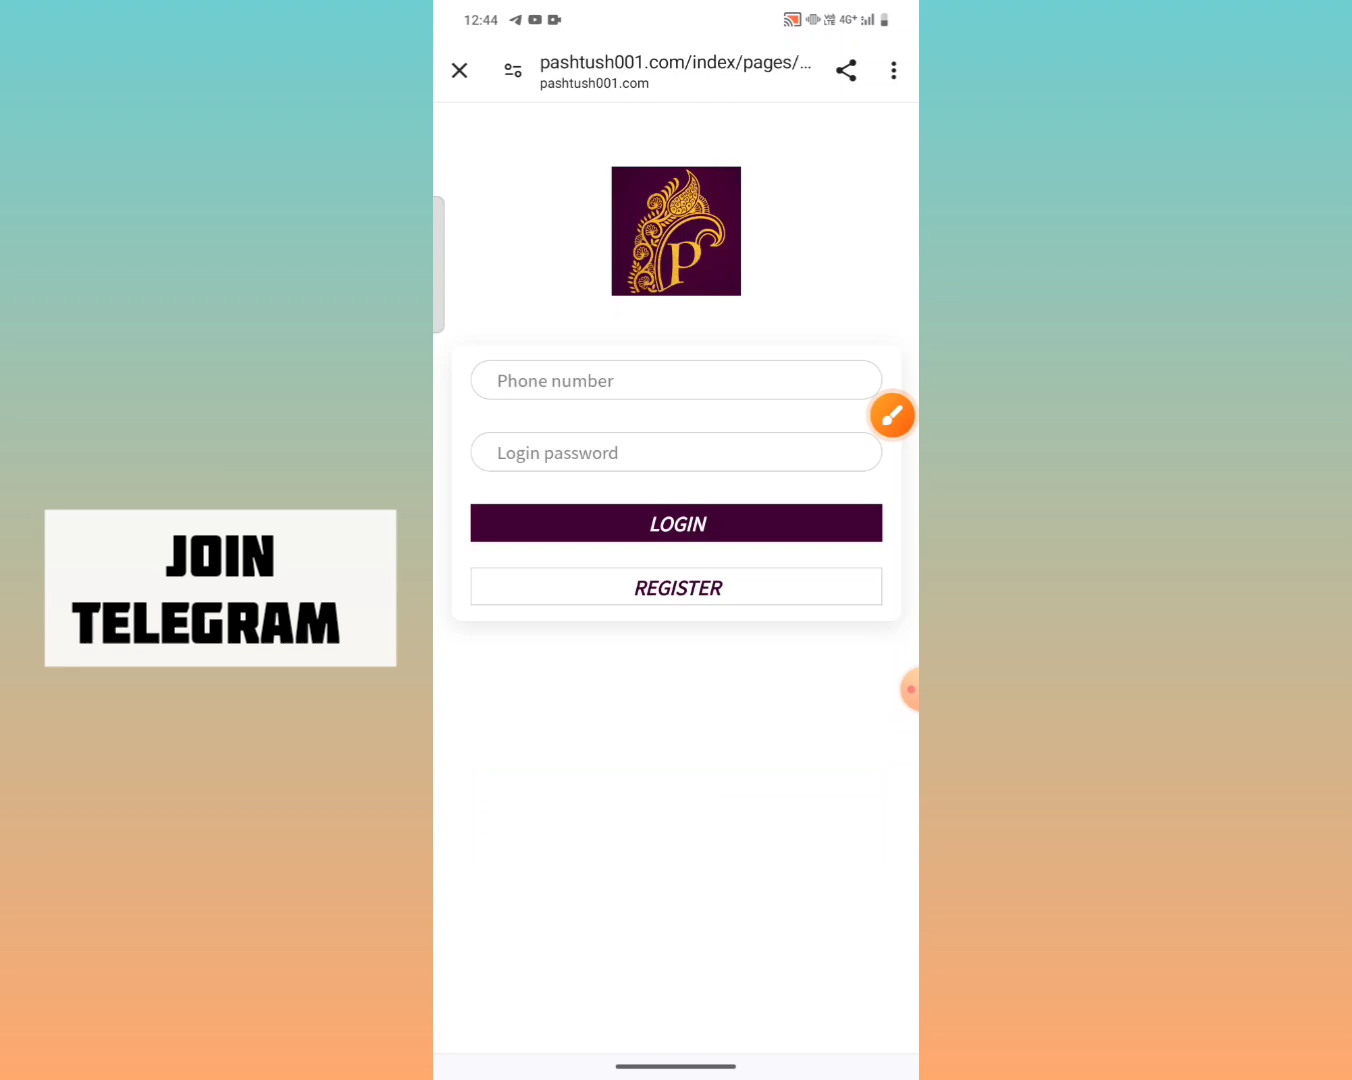 12:44
4G+
pashtush001.com/index/pages/...
pashtush001.com
P
Phone number
Login password
LOGIN
REGISTER
JOIN
TELEGRAM